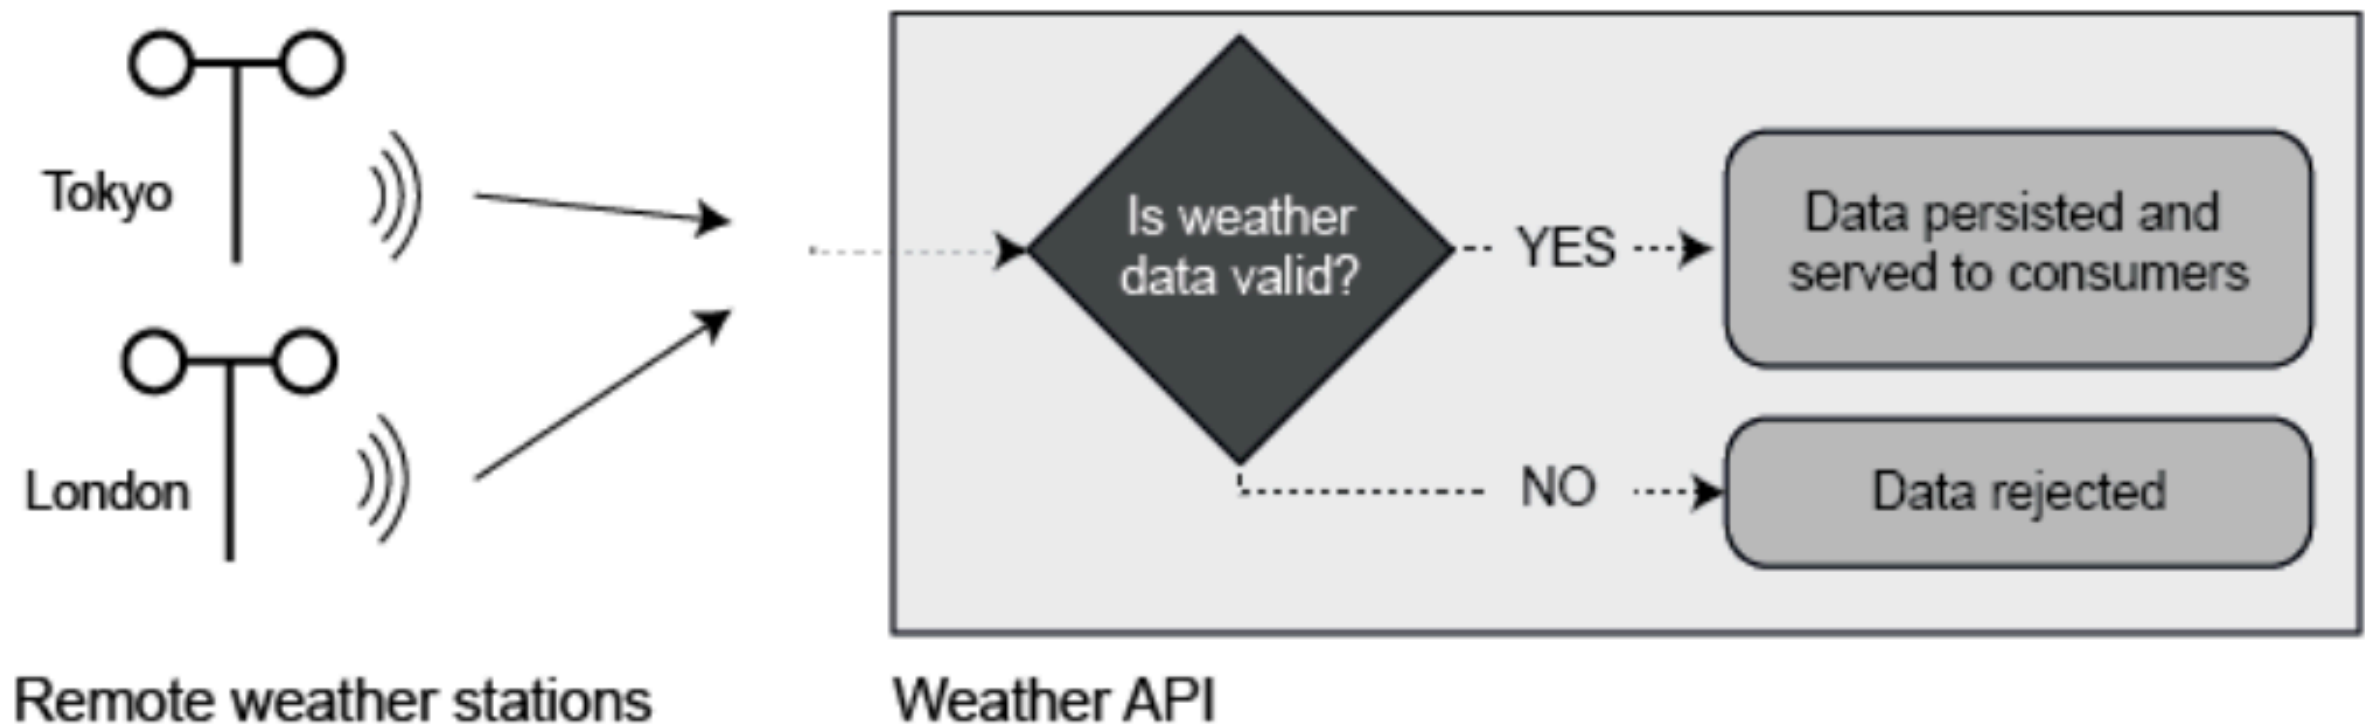 Tokyo
London
Remote weather stations
Is weather
data valid?
YES
Data persisted and
served to consumers
NO
Data rejected
Weather API